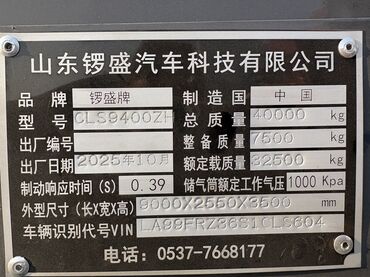 山东锣盛汽车科技有限公司
品牌 锣盛牌 制造国 中国
型号 CLS9400ZH 总质量 40000 kg
出厂编号 整备质量 7500 kg
出厂日期 2025年10月 额定载质量 32500 kg
制动响应时间 (S) 0.39 储气筒额定工作气压 1000 Kpa
外型尺寸 (长X宽X高) 9000×2550×3500 mm
车辆识别代号VIN LA99FRZ36S1CLS604
电话：0537-7668177